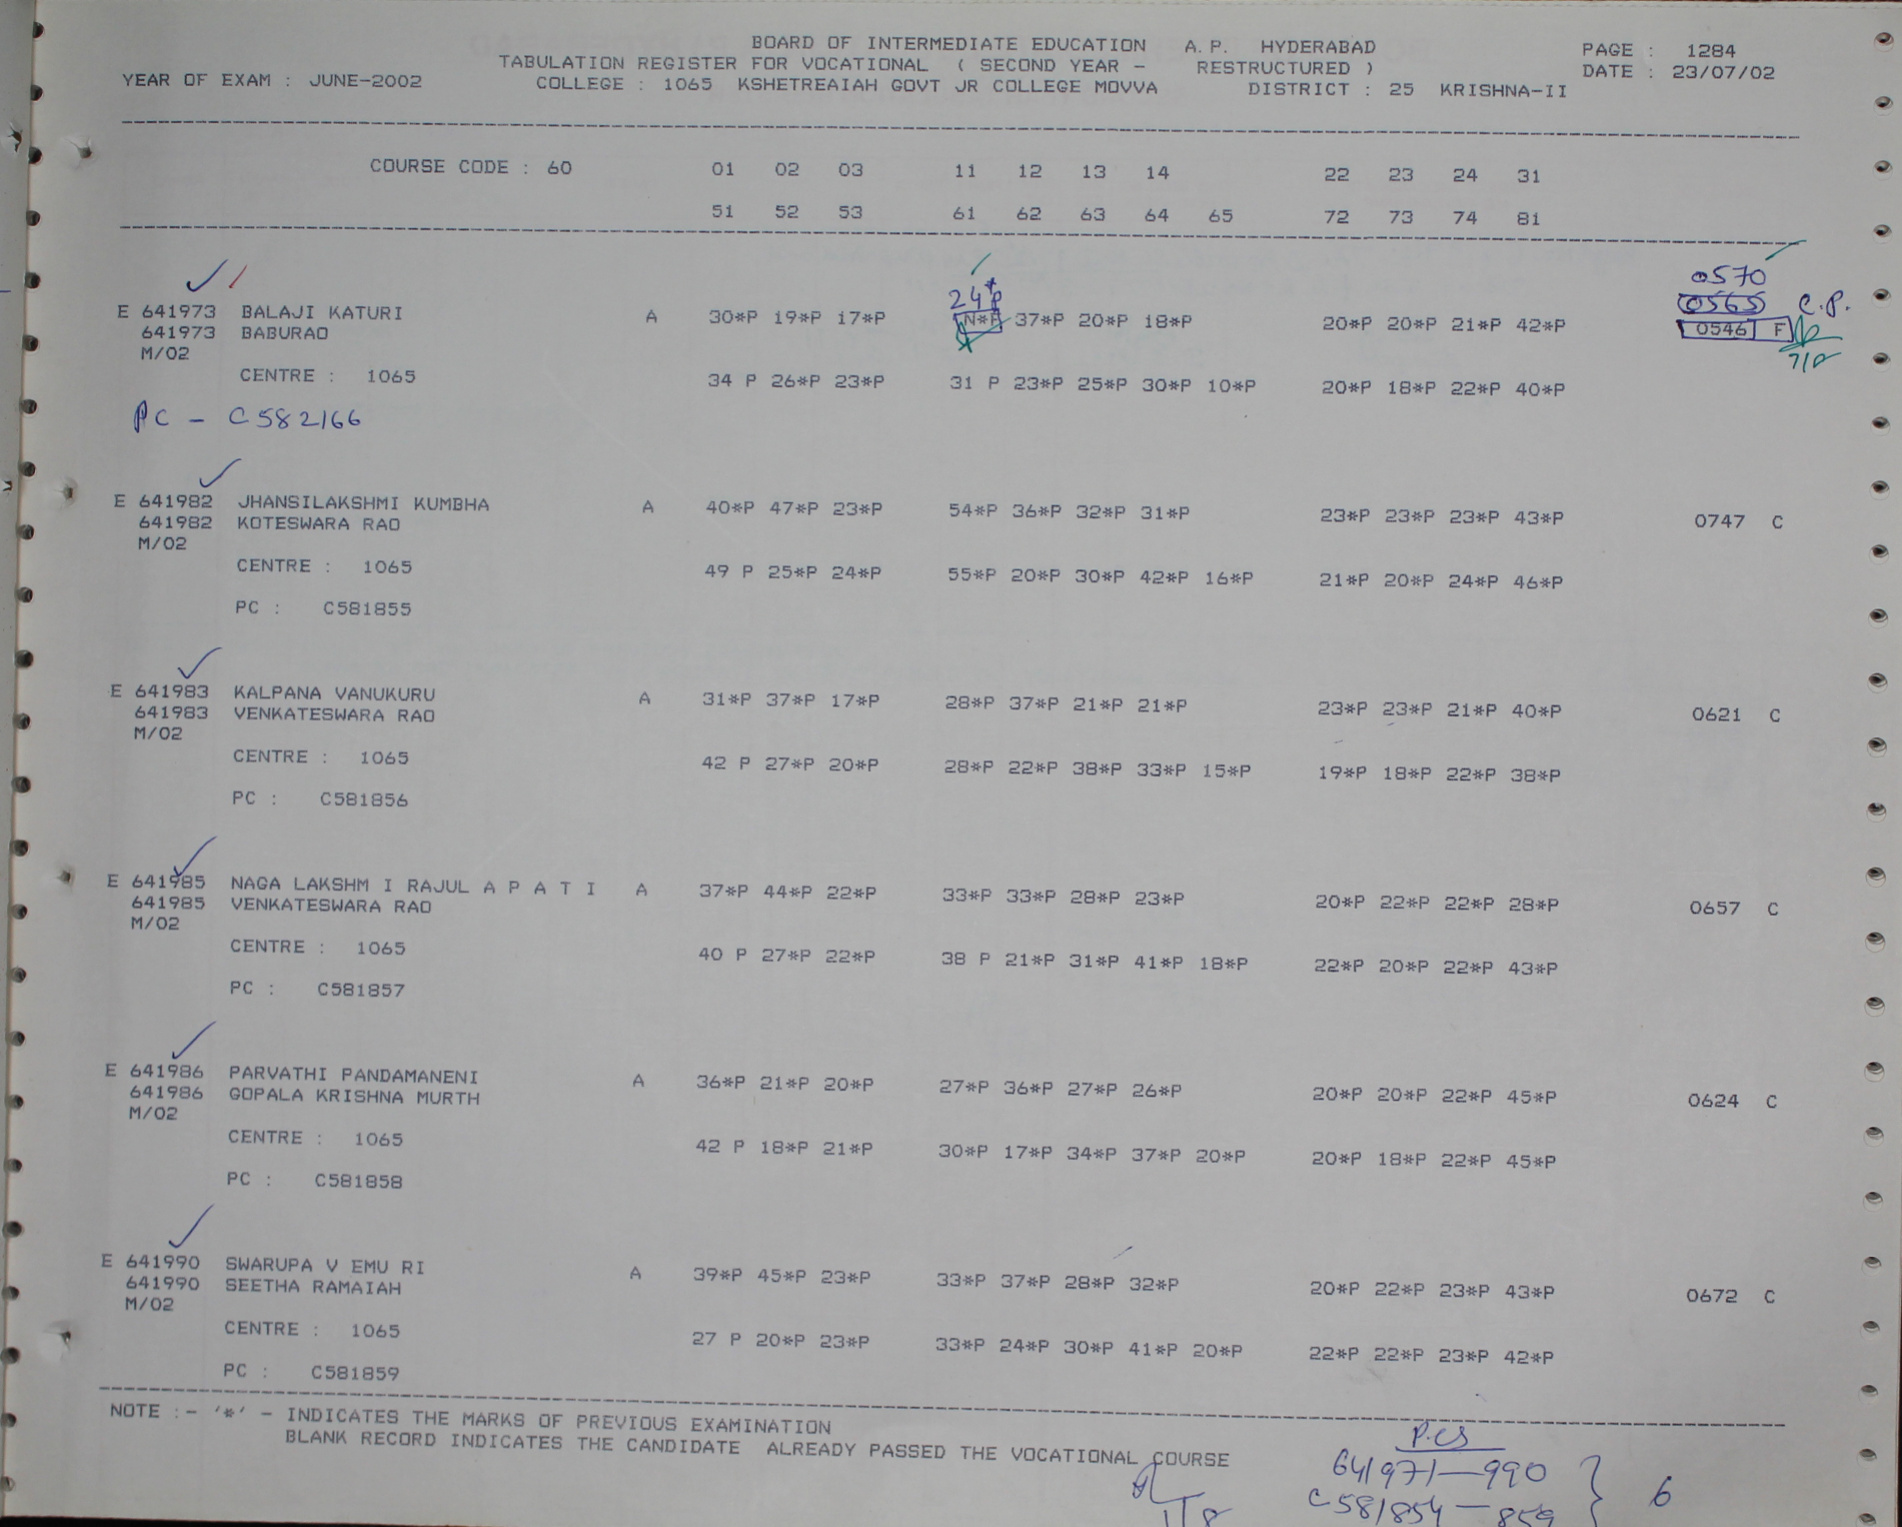 BOARD OF INTERMEDIATE EDUCATION A.P. HYDERABAD PAGE : 1284
TABULATION REGISTER FOR VOCATIONAL ( SECOND YEAR - RESTRUCTURED ) DATE : 23/07/02
YEAR OF EXAM : JUNE-2002 COLLEGE : 1065 KSHETREAIAH GOVT JR COLLEGE MOVVA DISTRICT : 25 KRISHNA-II
COURSE CODE : 60 01 02 03 11 12 13 14 22 23 24 31
51 52 53 61 62 63 64 65 72 73 74 81
0570
24*P 0565 C.P.
E 641973 BALAJI KATURI A 30*P 19*P 17*P N*F 37*P 20*P 18*P 20*P 20*P 21*P 42*P 0546 F
641973 BABURAO
M/02
CENTRE : 1065 34 P 26*P 23*P 31 P 23*P 25*P 30*P 10*P 20*P 18*P 22*P 40*P
PC - C582166
E 641982 JHANSILAKSHMI KUMBHA A 40*P 47*P 23*P 54*P 36*P 32*P 31*P 23*P 23*P 23*P 43*P 0747 C
641982 KOTESWARA RAO
M/02
CENTRE : 1065 49 P 25*P 24*P 55*P 20*P 30*P 42*P 16*P 21*P 20*P 24*P 46*P
PC : C581855
E 641983 KALPANA VANUKURU A 31*P 37*P 17*P 28*P 37*P 21*P 21*P 23*P 23*P 21*P 40*P 0621 C
641983 VENKATESWARA RAO
M/02
CENTRE : 1065 42 P 27*P 20*P 28*P 22*P 38*P 33*P 15*P 19*P 18*P 22*P 38*P
PC : C581856
E 641985 NAGA LAKSHM I RAJUL A P A T I A 37*P 44*P 22*P 33*P 33*P 28*P 23*P 20*P 22*P 22*P 28*P 0657 C
641985 VENKATESWARA RAO
M/02
CENTRE : 1065 40 P 27*P 22*P 38 P 21*P 31*P 41*P 18*P 22*P 20*P 22*P 43*P
PC : C581857
E 641986 PARVATHI PANDAMANENI A 36*P 21*P 20*P 27*P 36*P 27*P 26*P 20*P 20*P 22*P 45*P 0624 C
641986 GOPALA KRISHNA MURTH
M/02
CENTRE : 1065 42 P 18*P 21*P 30*P 17*P 34*P 37*P 20*P 20*P 18*P 22*P 45*P
PC : C581858
E 641990 SWARUPA V EMU RI A 39*P 45*P 23*P 33*P 37*P 28*P 32*P 20*P 22*P 23*P 43*P 0672 C
641990 SEETHA RAMAIAH
M/02
CENTRE : 1065 27 P 20*P 23*P 33*P 24*P 30*P 41*P 20*P 22*P 22*P 23*P 42*P
PC : C581859
NOTE :- '*' - INDICATES THE MARKS OF PREVIOUS EXAMINATION
BLANK RECORD INDICATES THE CANDIDATE ALREADY PASSED THE VOCATIONAL COURSE
P.CS
641971—990
C581854—859 } 6